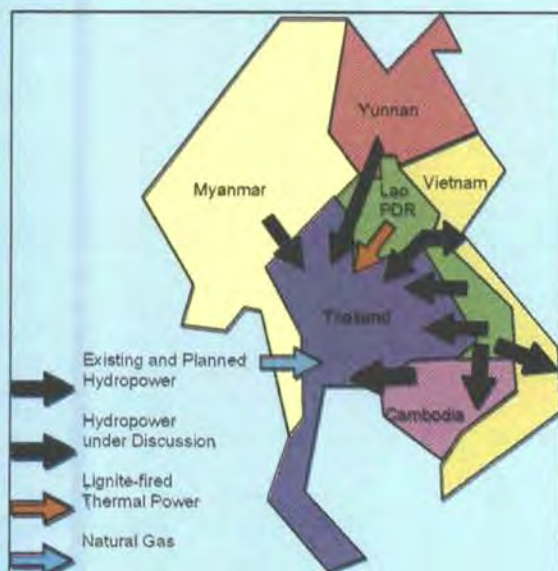 Yunnan
Myanmar
Lao
PDR
Vietnam
Thailand
Cambodia
Existing and Planned
Hydropower
Hydropower
under Discussion
Lignite-fired
Thermal Power
Natural Gas